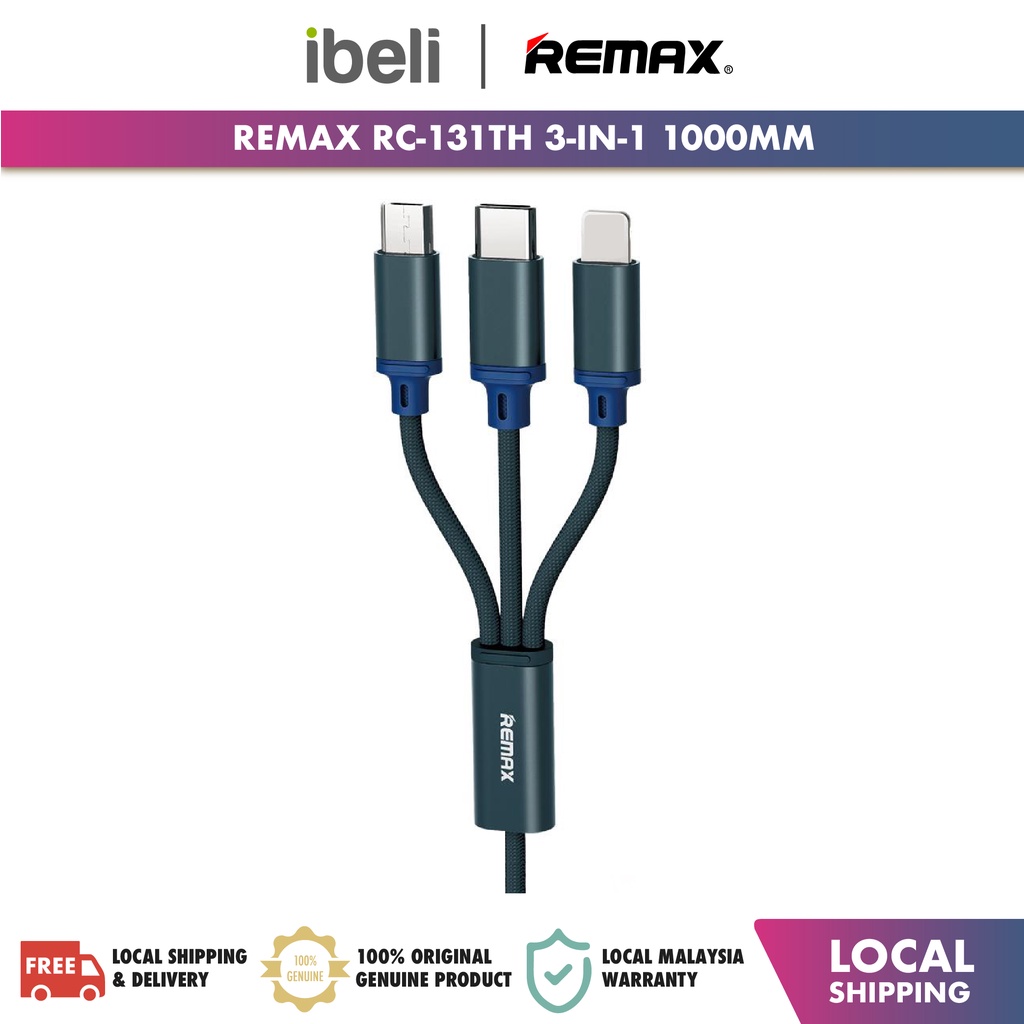 ibeli
REMAX®
REMAX RC-131TH 3-IN-1 1000MM
REMAX
FREE
LOCAL SHIPPING
& DELIVERY
100%
GENUINE
100% ORIGINAL
GENUINE PRODUCT
LOCAL MALAYSIA
WARRANTY
LOCAL
SHIPPING